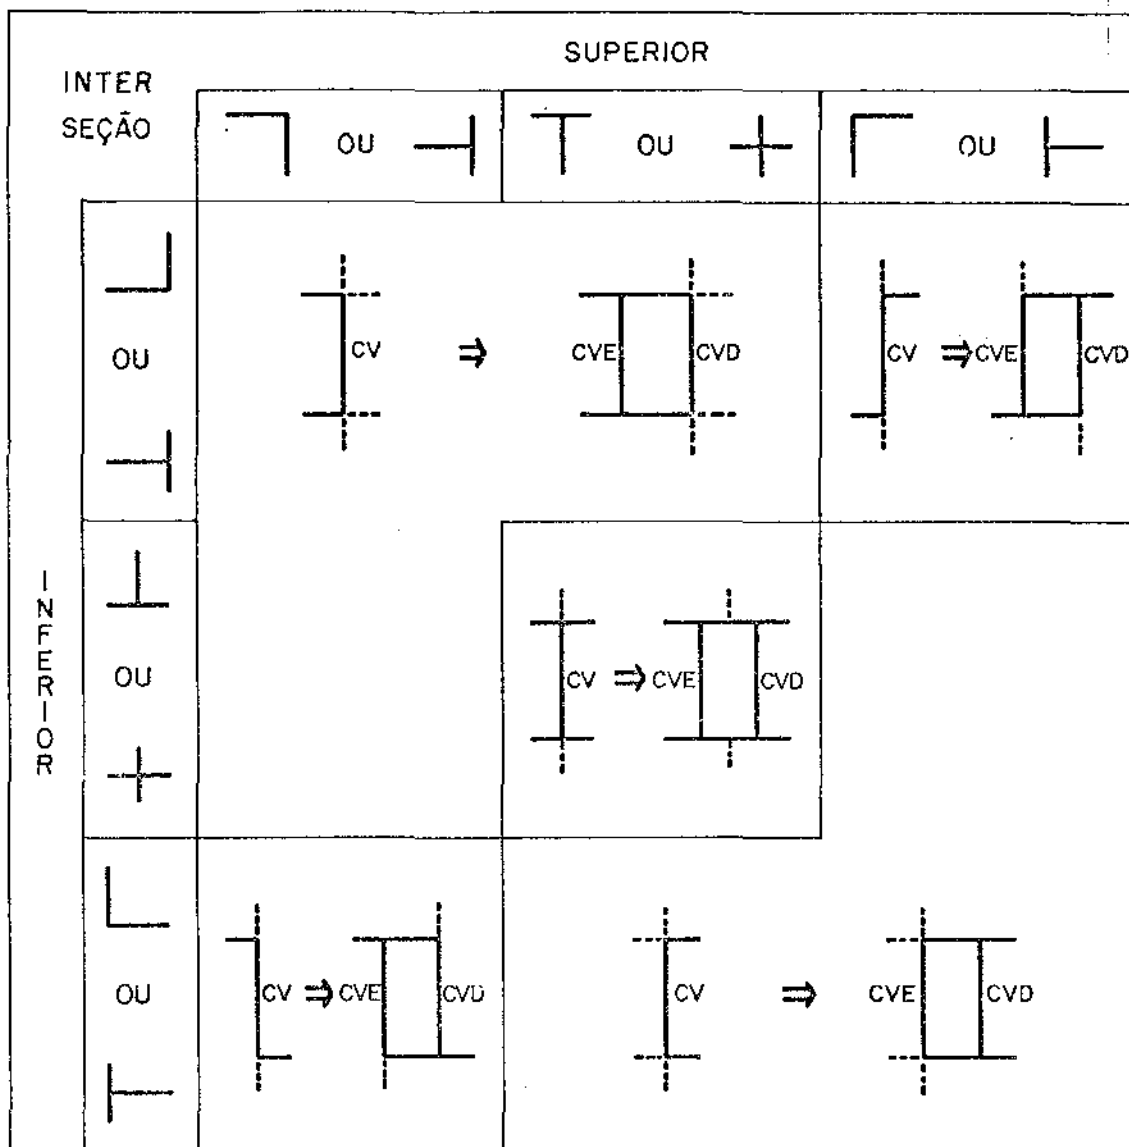 SUPERIOR
INTER
SEÇÃO
OU
OU
OU
OU
CV ⇒ CVE CVD
CV ⇒ CVE CVD
INFERIOR
OU
CV ⇒ CVE CVD
OU
CV ⇒ CVE CVD
CV ⇒ CVE CVD